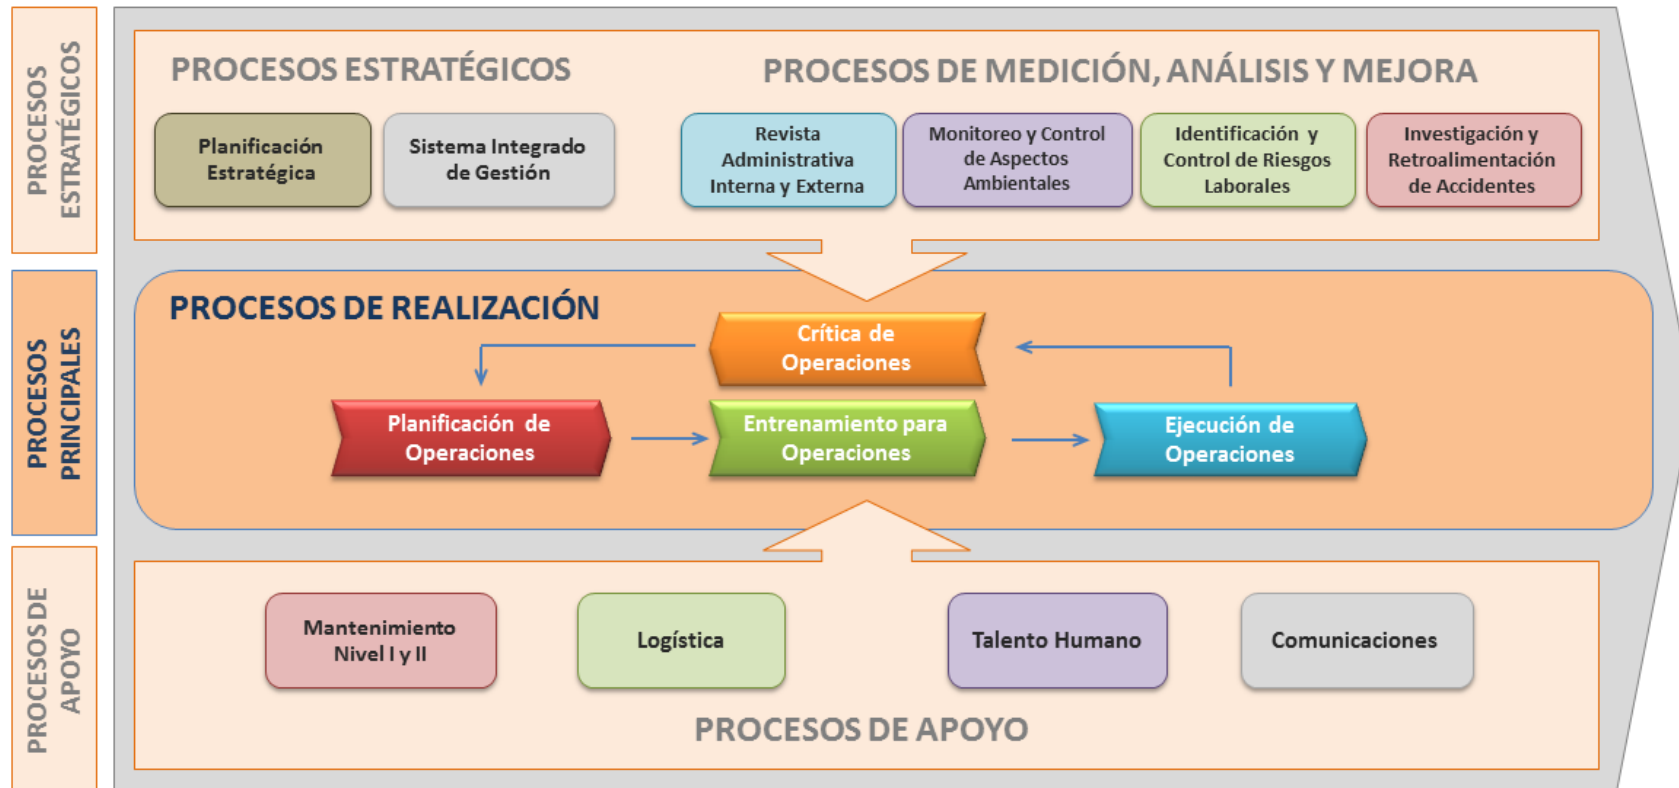 PROCESOS
ESTRATÉGICOS
PROCESOS ESTRATÉGICOS
PROCESOS DE MEDICIÓN, ANÁLISIS Y MEJORA
Planificación
Estratégica
Sistema Integrado
de Gestión
Revista
Administrativa
Interna y Externa
Monitoreo y Control
de Aspectos
Ambientales
Identificación y
Control de Riesgos
Laborales
Investigación y
Retroalimentación
de Accidentes
PROCESOS
PRINCIPALES
PROCESOS DE REALIZACIÓN
Crítica de
Operaciones
Planificación de
Operaciones
Entrenamiento para
Operaciones
Ejecución de
Operaciones
PROCESOS DE
APOYO
Mantenimiento
Nivel I y II
Logística
Talento Humano
Comunicaciones
PROCESOS DE APOYO